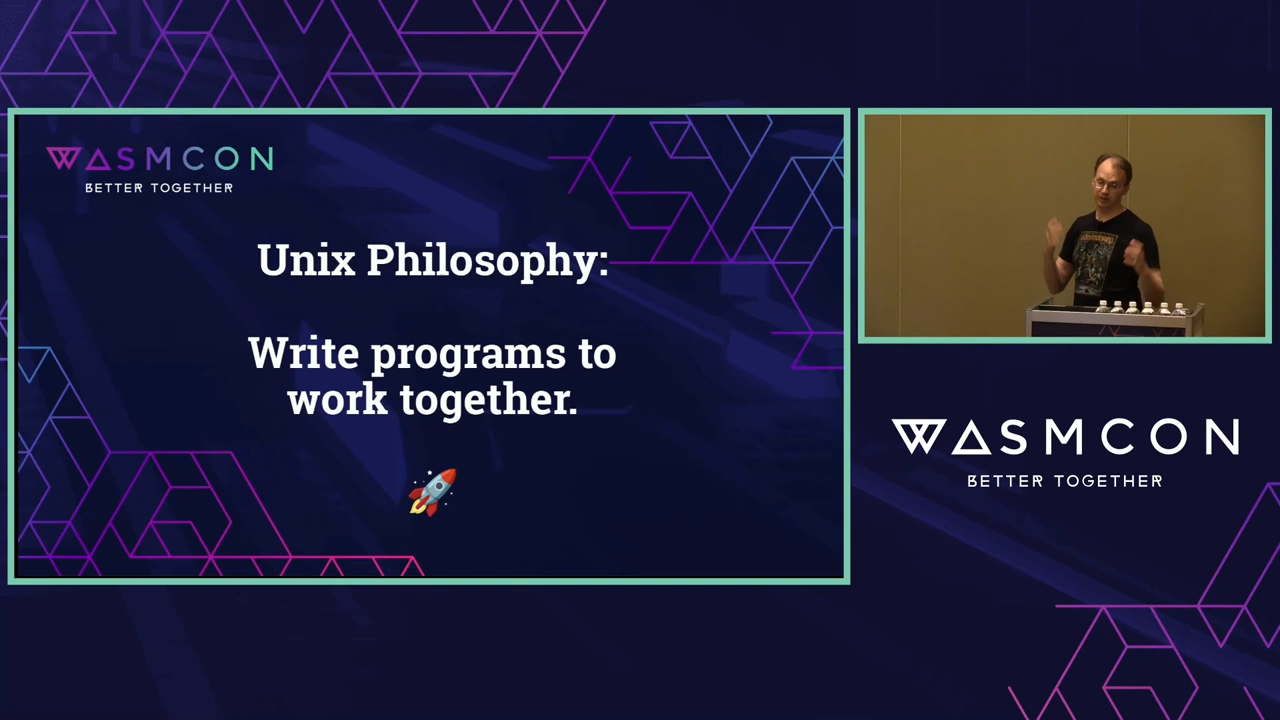 WASMCON
BETTER TOGETHER
Unix Philosophy:
Write programs to
work together.
WASMCON
BETTER TOGETHER